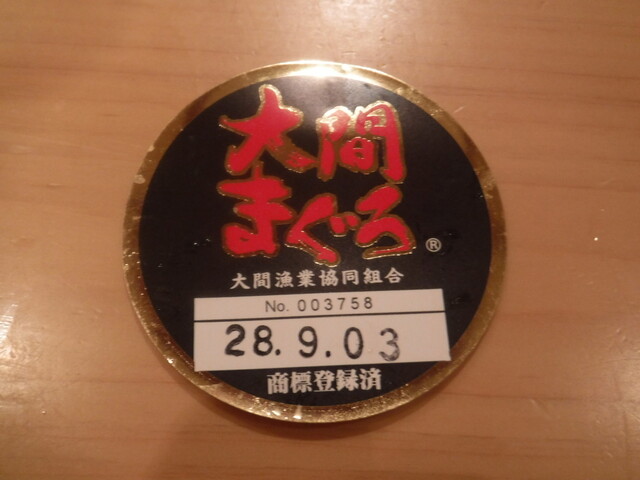 大間
まぐろ®
大間漁業協同組合
No. 003758
28.9.03
商標登録済